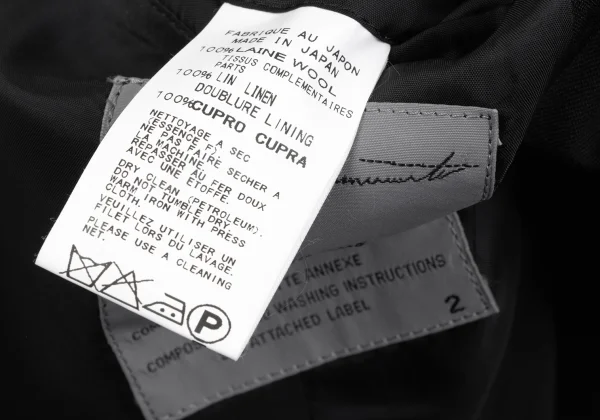 FABRIQUE AU JAPON
MADE IN JAPAN
100% LAINE WOOL
TISSUS COMPLEMENTAIRES
PARTS
100% LIN LINEN
DOUBLURE LINING
100% CUPRO CUPRA
NETTOYAGE A SEC
(ESSENCE F).
NE PAS FAIRE SECHER A
LA MACHINE.
REPASSER AU FER DOUX
AVEC UNE ETOFFE.
DRY CLEAN (PETROLEUM).
DO NOT TUMBLE DRY.
WARM IRON WITH PRESS
CLOTH.
VEUILLEZ UTILISER UN
FILET LORS DU LAVAGE.
PLEASE USE A CLEANING
NET.
P
ANNEXE
WASHING INSTRUCTIONS
ATTACHED LABEL
2